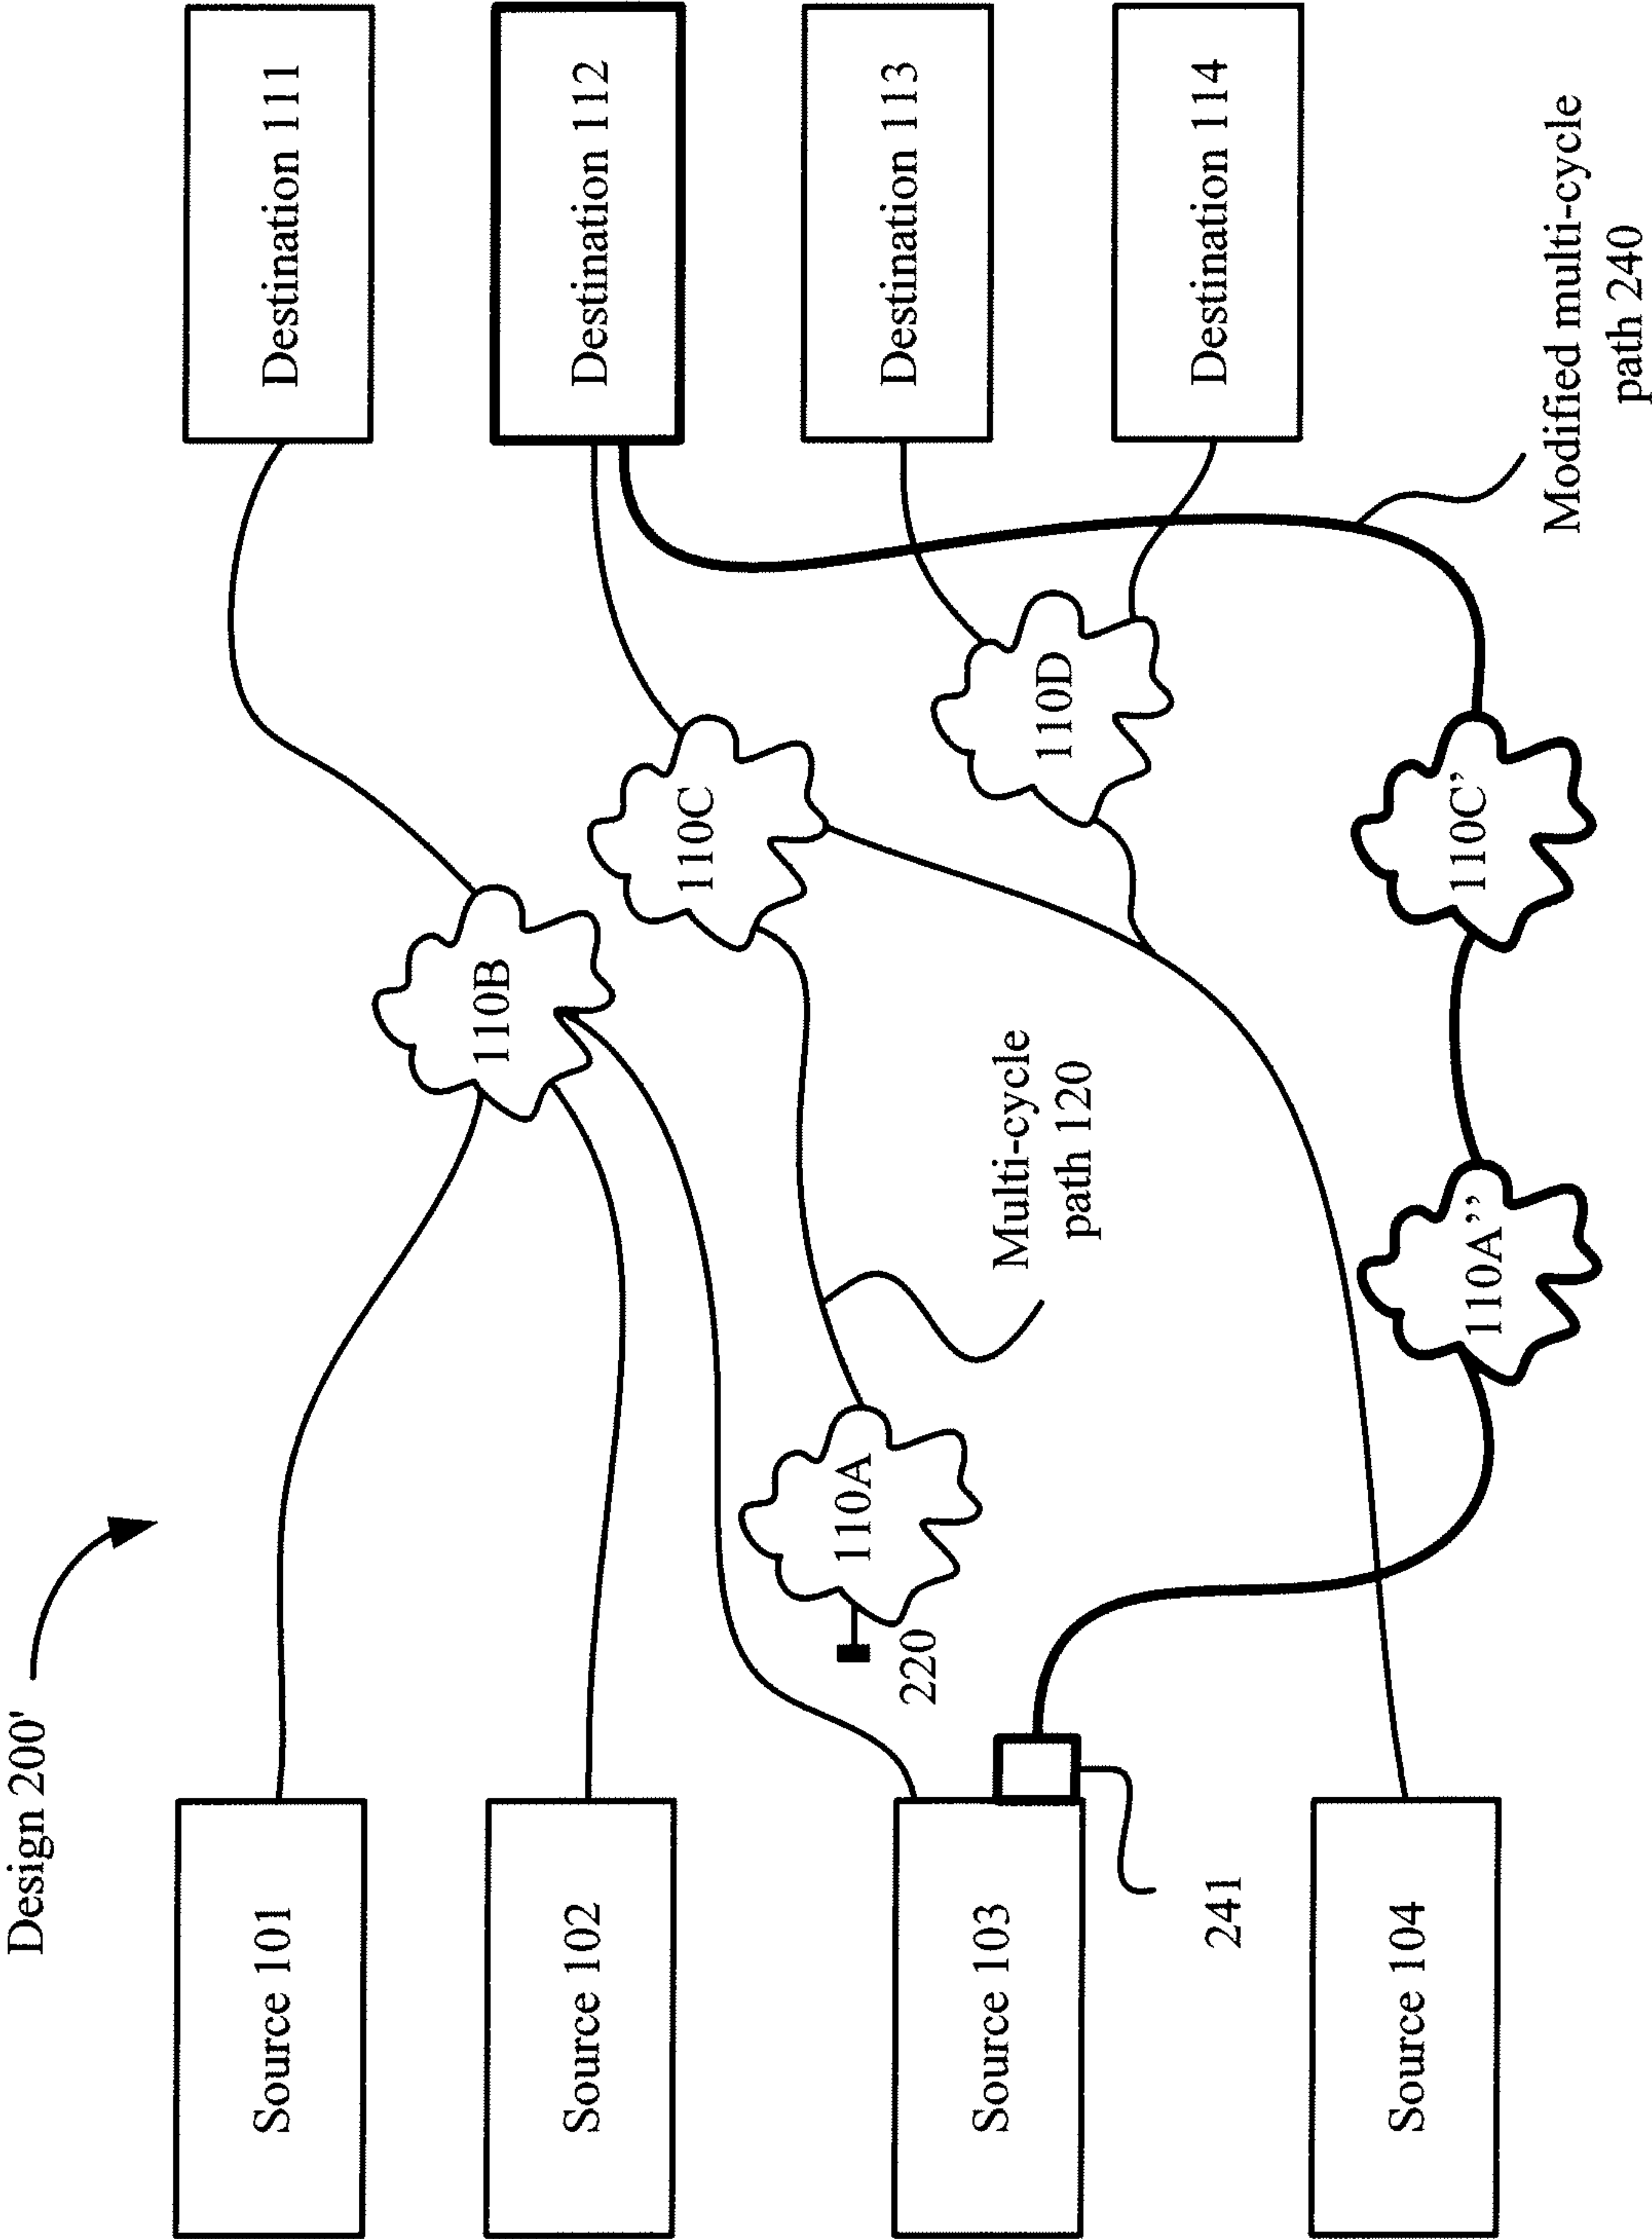 Design 200'
Source 101
Source 102
Source 103
Source 104
241
220
110A
Multi-cycle
path 120
110B
110C
110D
110A’’
110C’
Destination 111
Destination 112
Destination 113
Destination 114
Modified multi-cycle
path 240